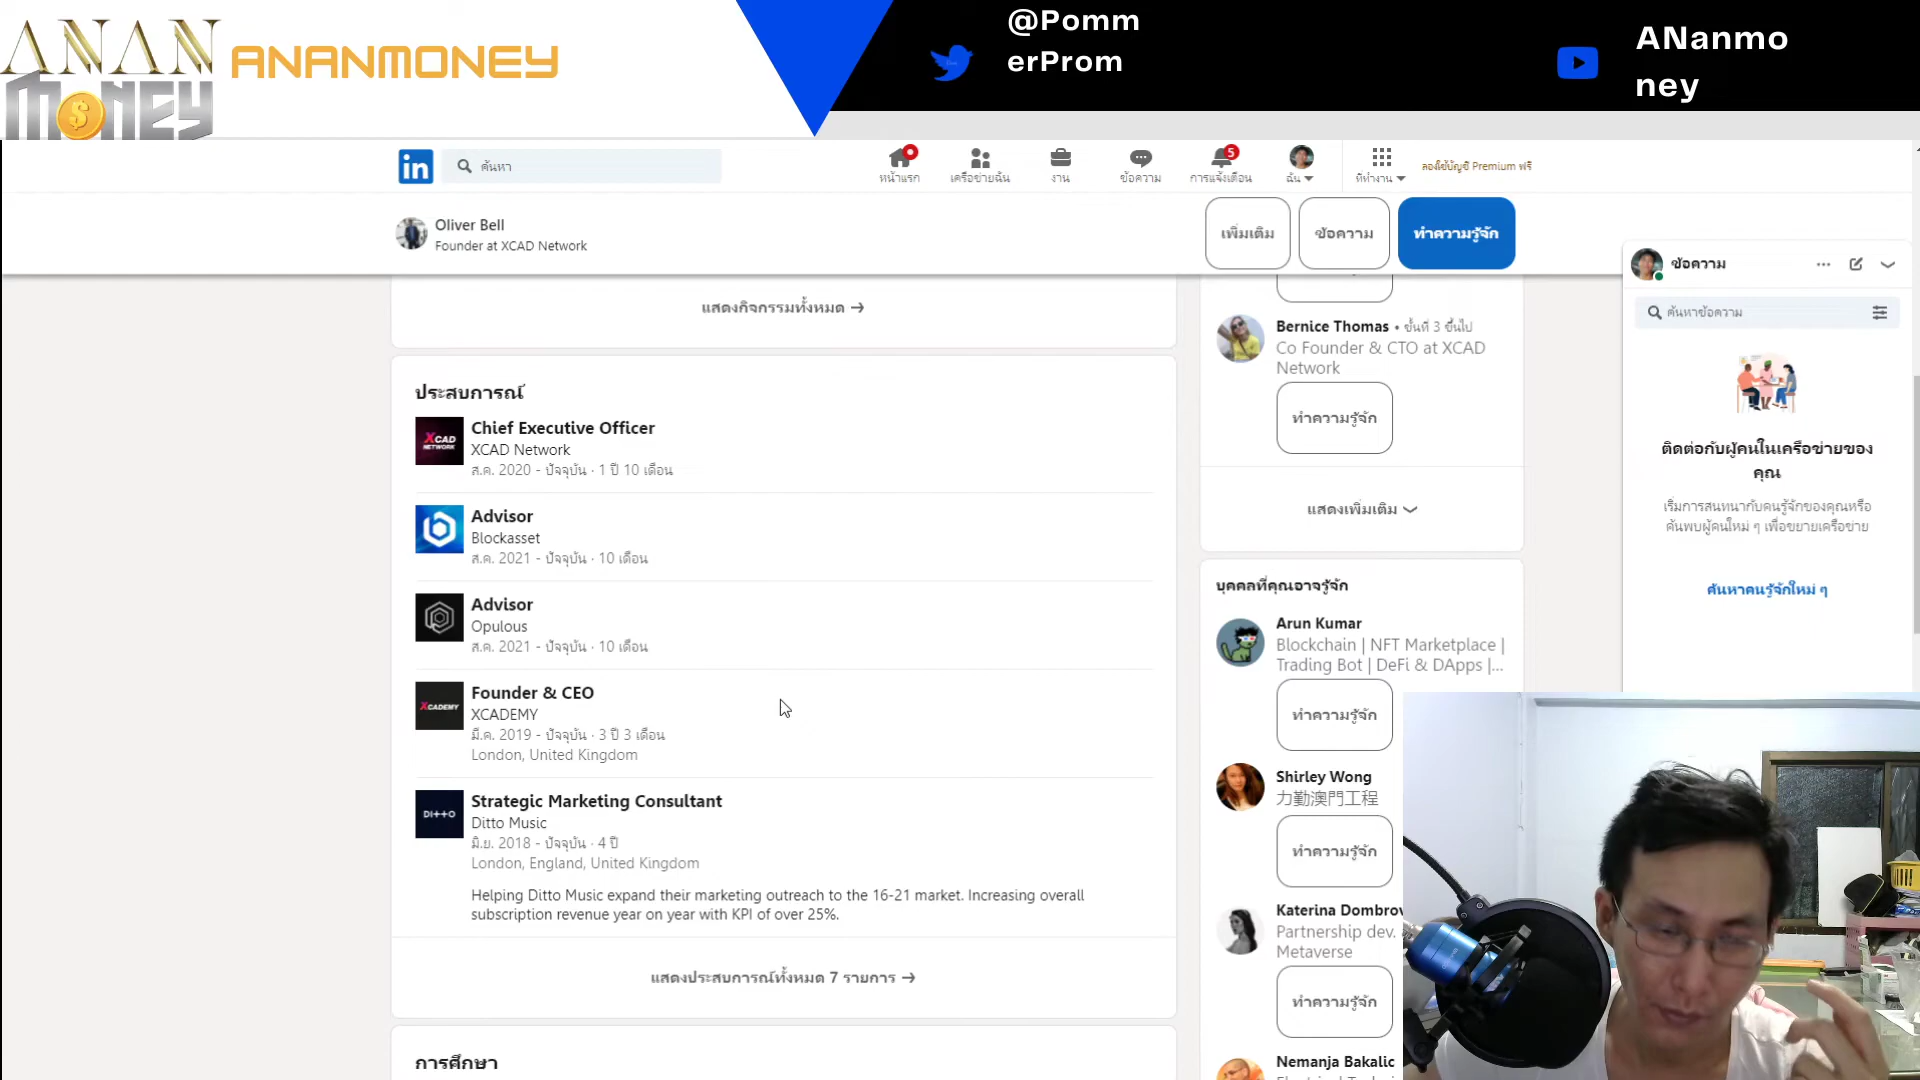 ANAN
MONEY
ANANMONEY
@Pomm
erProm
ANanmo
ney
in
ค้นหา
หน้าแรก
เครือข่ายฉัน
งาน
ข้อความ
5
การแจ้งเตือน
ฉัน
ที่ทำงาน
ลองใช้บัญชี Premium ฟรี
Oliver Bell
Founder at XCAD Network
เพิ่มเติม
ข้อความ
ทำความรู้จัก
แสดงกิจกรรมทั้งหมด →
ประสบการณ์
XCAD
NETWORK
Chief Executive Officer
XCAD Network
ส.ค. 2020 - ปัจจุบัน · 1 ปี 10 เดือน
Advisor
Blockasset
ส.ค. 2021 - ปัจจุบัน · 10 เดือน
Advisor
Opulous
ส.ค. 2021 - ปัจจุบัน · 10 เดือน
XCADEMY
Founder & CEO
XCADEMY
มี.ค. 2019 - ปัจจุบัน · 3 ปี 3 เดือน
London, United Kingdom
DITTO
Strategic Marketing Consultant
Ditto Music
มิ.ย. 2018 - ปัจจุบัน · 4 ปี
London, England, United Kingdom
Helping Ditto Music expand their marketing outreach to the 16-21 market. Increasing overall
subscription revenue year on year with KPI of over 25%.
แสดงประสบการณ์ทั้งหมด 7 รายการ →
การศึกษา
Bernice Thomas • ขั้นที่ 3 ขึ้นไป
Co Founder & CTO at XCAD
Network
ทำความรู้จัก
แสดงเพิ่มเติม
บุคคลที่คุณอาจรู้จัก
Arun Kumar
Blockchain | NFT Marketplace |
Trading Bot | DeFi & DApps |...
ทำความรู้จัก
Shirley Wong
力勤澳門工程
ทำความรู้จัก
Katerina Dombrov
Partnership dev.
Metaverse
ทำความรู้จัก
Nemanja Bakalic
ข้อความ
ค้นหาข้อความ
ติดต่อกับผู้คนในเครือข่ายของ
คุณ
เริ่มการสนทนากับคนรู้จักของคุณหรือ
ค้นพบผู้คนใหม่ ๆ เพื่อขยายเครือข่าย
ค้นหาคนรู้จักใหม่ ๆ